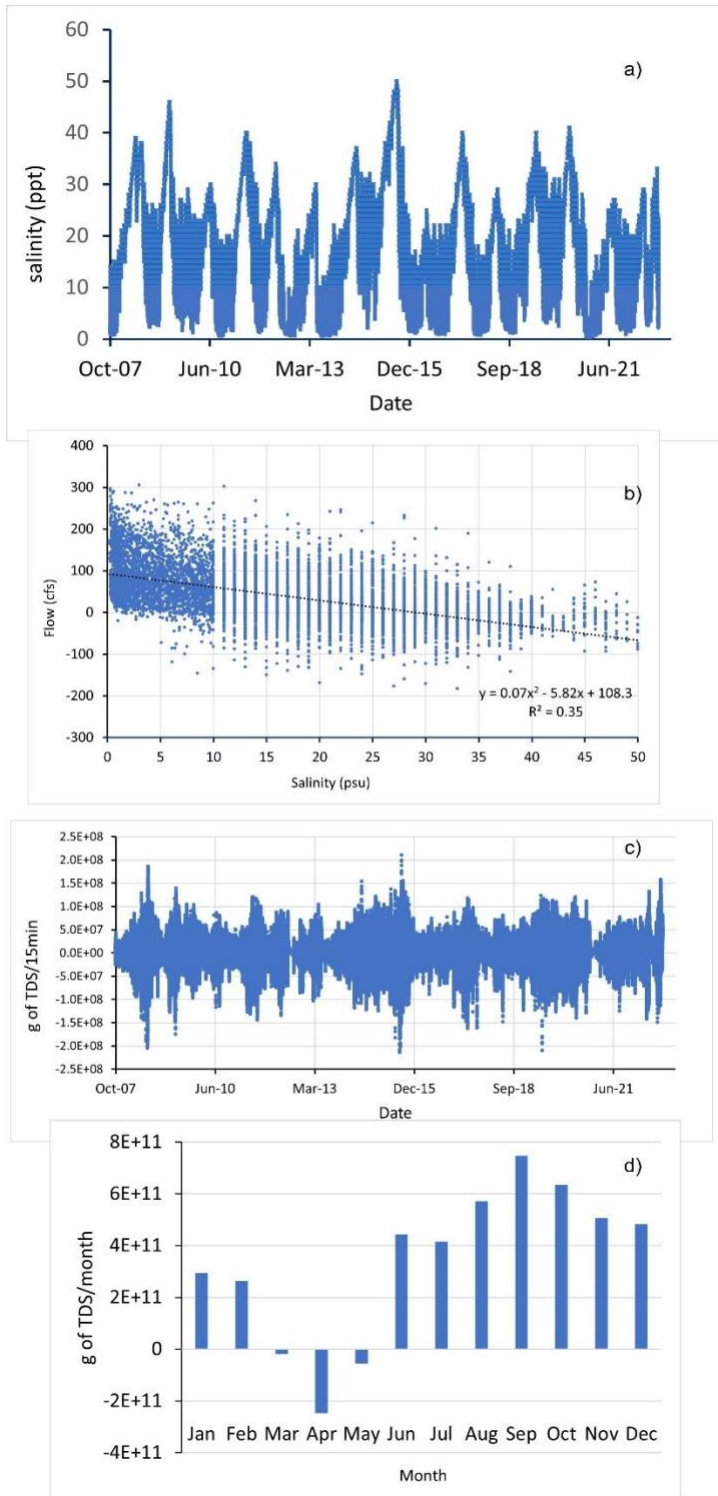 a)
60
50
40
30
20
10
0
salinity (ppt)
Oct-07 Jun-10 Mar-13 Dec-15 Sep-18 Jun-21
Date
b)
400
300
200
100
0
-100
-200
-300
Flow (cfs)
y = 0.07x² - 5.82x + 108.3
R² = 0.35
0 5 10 15 20 25 30 35 40 45 50
Salinity (psu)
c)
2.5E+08
2.0E+08
1.5E+08
1.0E+08
5.0E+07
0.0E+00
-5.0E+07
-1.0E+08
-1.5E+08
-2.0E+08
-2.5E+08
g of TDS/15min
Oct-07 Jun-10 Mar-13 Dec-15 Sep-18 Jun-21
Date
d)
8E+11
6E+11
4E+11
2E+11
0
-2E+11
-4E+11
g of TDS/month
Jan Feb Mar Apr May Jun Jul Aug Sep Oct Nov Dec
Month